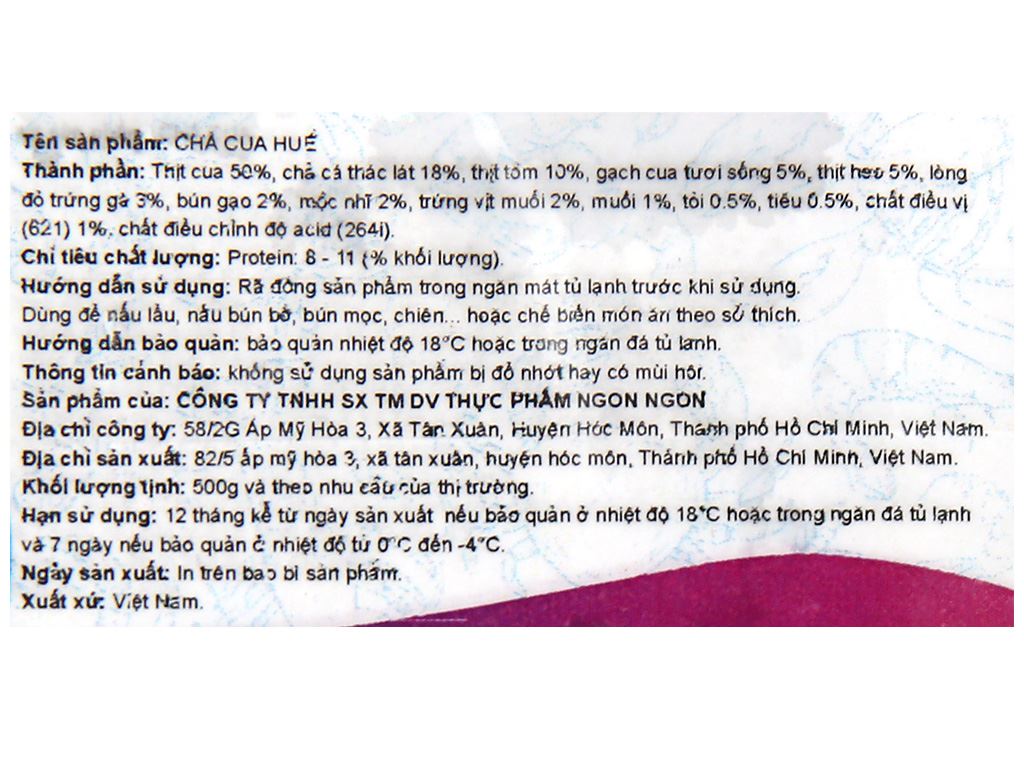 Tên sản phẩm: CHẢ CUA HUẾ
Thành phần: Thịt cua 50%, chả cá thác lát 18%, thịt tôm 10%, gạch cua tươi sống 5%, thịt heo 5%, lòng
đỏ trứng gà 3%, bún gạo 2%, mộc nhĩ 2%, trứng vịt muối 2%, muối 1%, tỏi 0.5%, tiêu 0.5%, chất điều vị
(621) 1%, chất điều chỉnh độ acid (264i).
Chỉ tiêu chất lượng: Protein: 8 - 11 (% khối lượng).
Hướng dẫn sử dụng: Rã đông sản phẩm trong ngăn mát tủ lạnh trước khi sử dụng.
Dùng để nấu lẩu, nấu bún bò, bún mọc, chiên... hoặc chế biến món ăn theo sở thích.
Hướng dẫn bảo quản: bảo quản nhiệt độ 18°C hoặc trong ngăn đá tủ lạnh.
Thông tin cảnh báo: không sử dụng sản phẩm bị đổ nhớt hay có mùi hôi.
Sản phẩm của: CÔNG TY TNHH SX TM DV THỰC PHẨM NGON NGON
Địa chỉ công ty: 58/2G Ấp Mỹ Hòa 3, Xã Tân Xuân, Huyện Hóc Môn, Thành phố Hồ Chí Minh, Việt Nam.
Địa chỉ sản xuất: 82/5 ấp mỹ hòa 3, xã tân xuân, huyện hóc môn, Thành phố Hồ Chí Minh, Việt Nam.
Khối lượng tịnh: 500g và theo nhu cầu của thị trường.
Hạn sử dụng: 12 tháng kể từ ngày sản xuất nếu bảo quản ở nhiệt độ 18°C hoặc trong ngăn đá tủ lạnh
và 7 ngày nếu bảo quản ở nhiệt độ từ 0°C đến -4°C.
Ngày sản xuất: In trên bao bì sản phẩm.
Xuất xứ: Việt Nam.